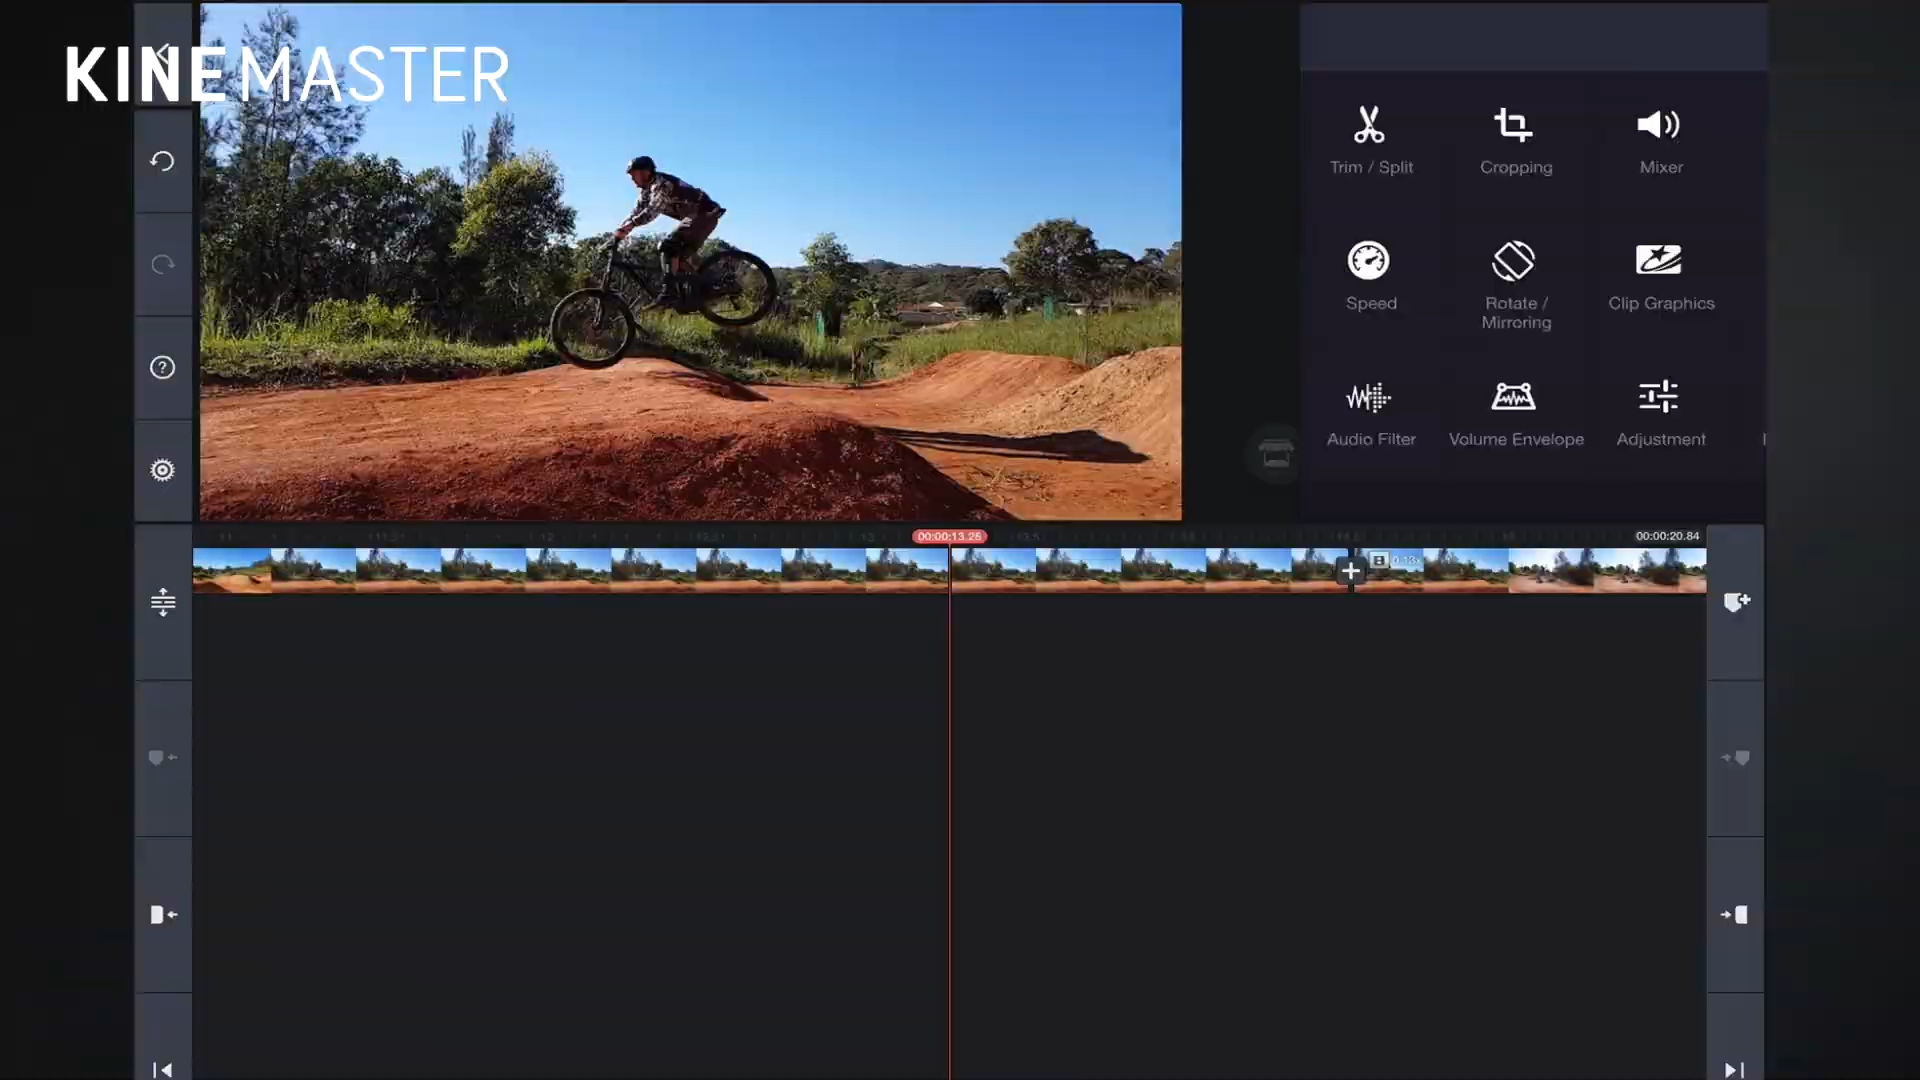 KINEMASTER
Trim / Split
Cropping
Mixer
Speed
Rotate /
Mirroring
Clip Graphics
Audio Filter
Volume Envelope
Adjustment
00:00:13.25
00:00:20.84